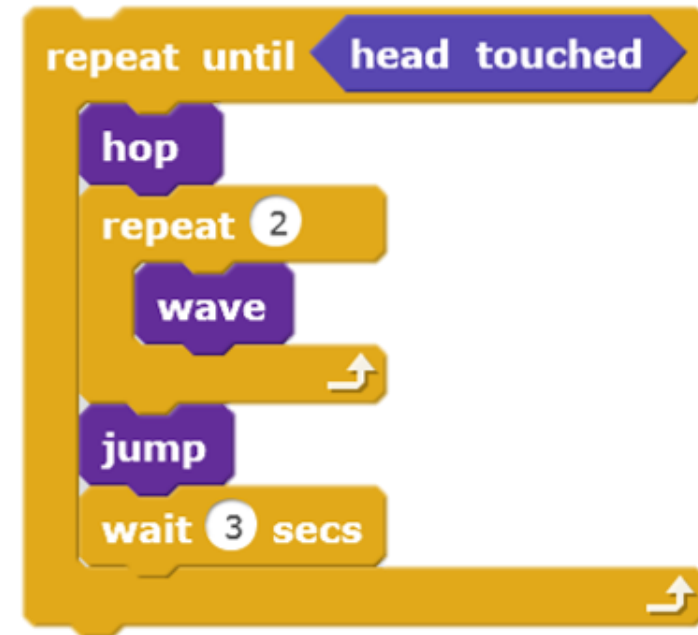 repeat until head touched
hop
repeat 2
wave
jump
wait 3 secs